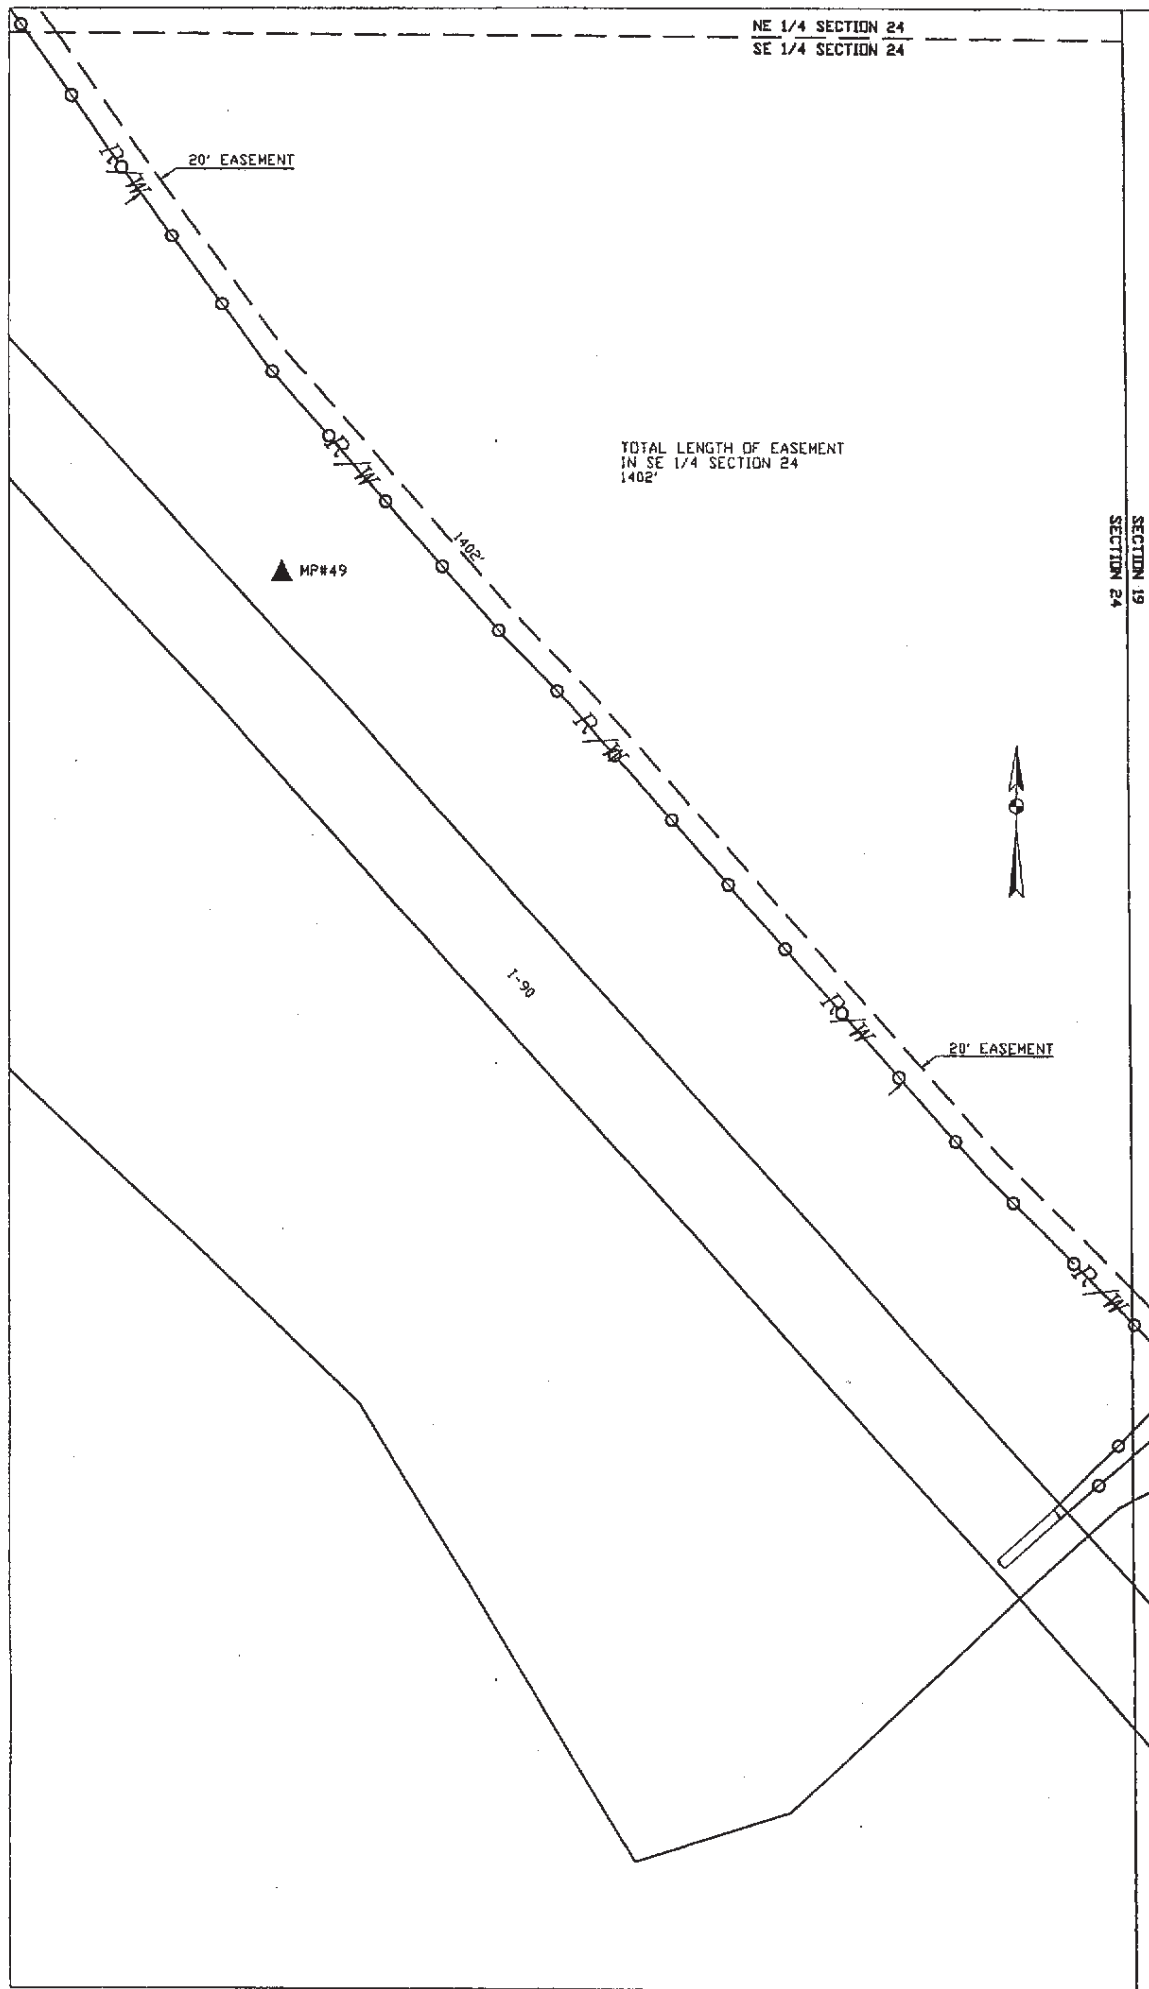 NE 1/4 SECTION 24
SE 1/4 SECTION 24
20' EASEMENT
R/W
R/W
TOTAL LENGTH OF EASEMENT
IN SE 1/4 SECTION 24
1402'
SECTION 19
SECTION 24
1402'
MP#49
R/W
I-90
R/W
20' EASEMENT
R/W